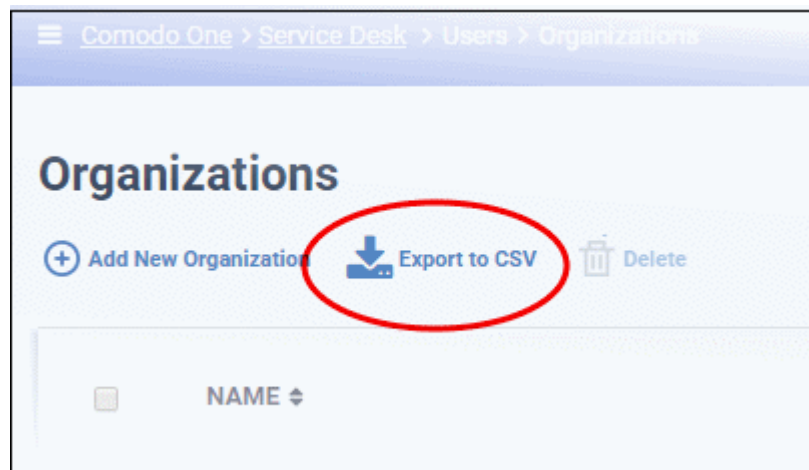 Comodo One > Service Desk > Users > Organizations
Organizations
Add New Organization Export to CSV Delete
NAME